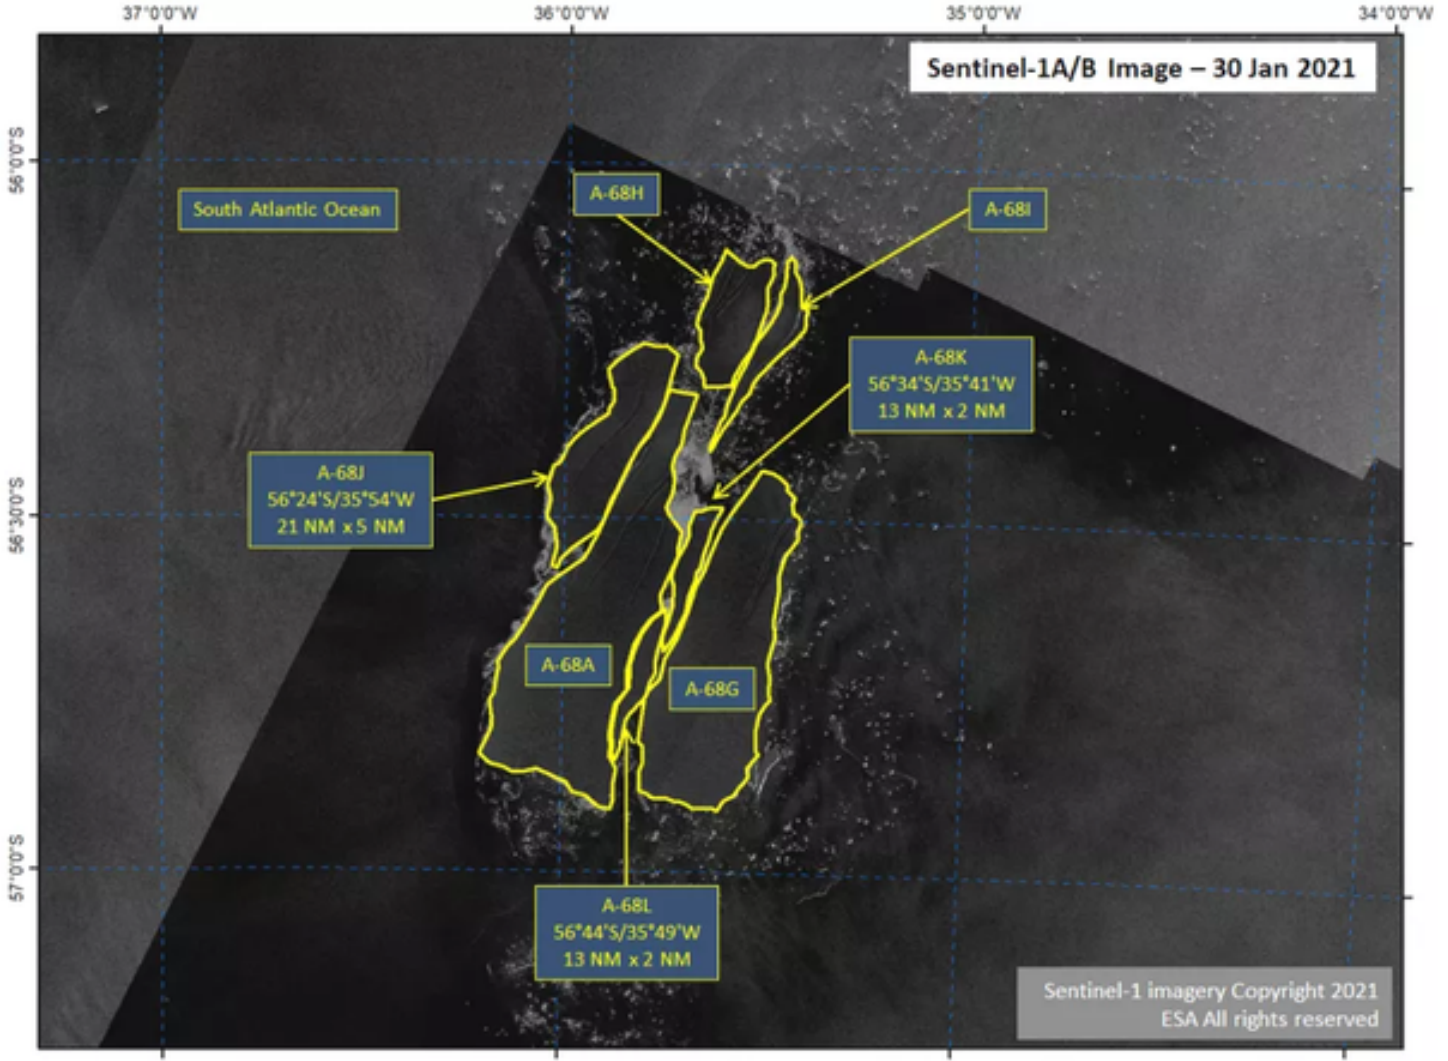 37°0'0"W
36°0'0"W
35°0'0"W
34°0'0"W
Sentinel-1A/B Image – 30 Jan 2021
56°0'0"S
South Atlantic Ocean
A-68H
A-68I
A-68K
56°34'S/35°41'W
13 NM x 2 NM
A-68J
56°24'S/35°54'W
21 NM x 5 NM
56°30'0"S
A-68A
A-68G
57°0'0"S
A-68L
56°44'S/35°49'W
13 NM x 2 NM
Sentinel-1 imagery Copyright 2021
ESA All rights reserved